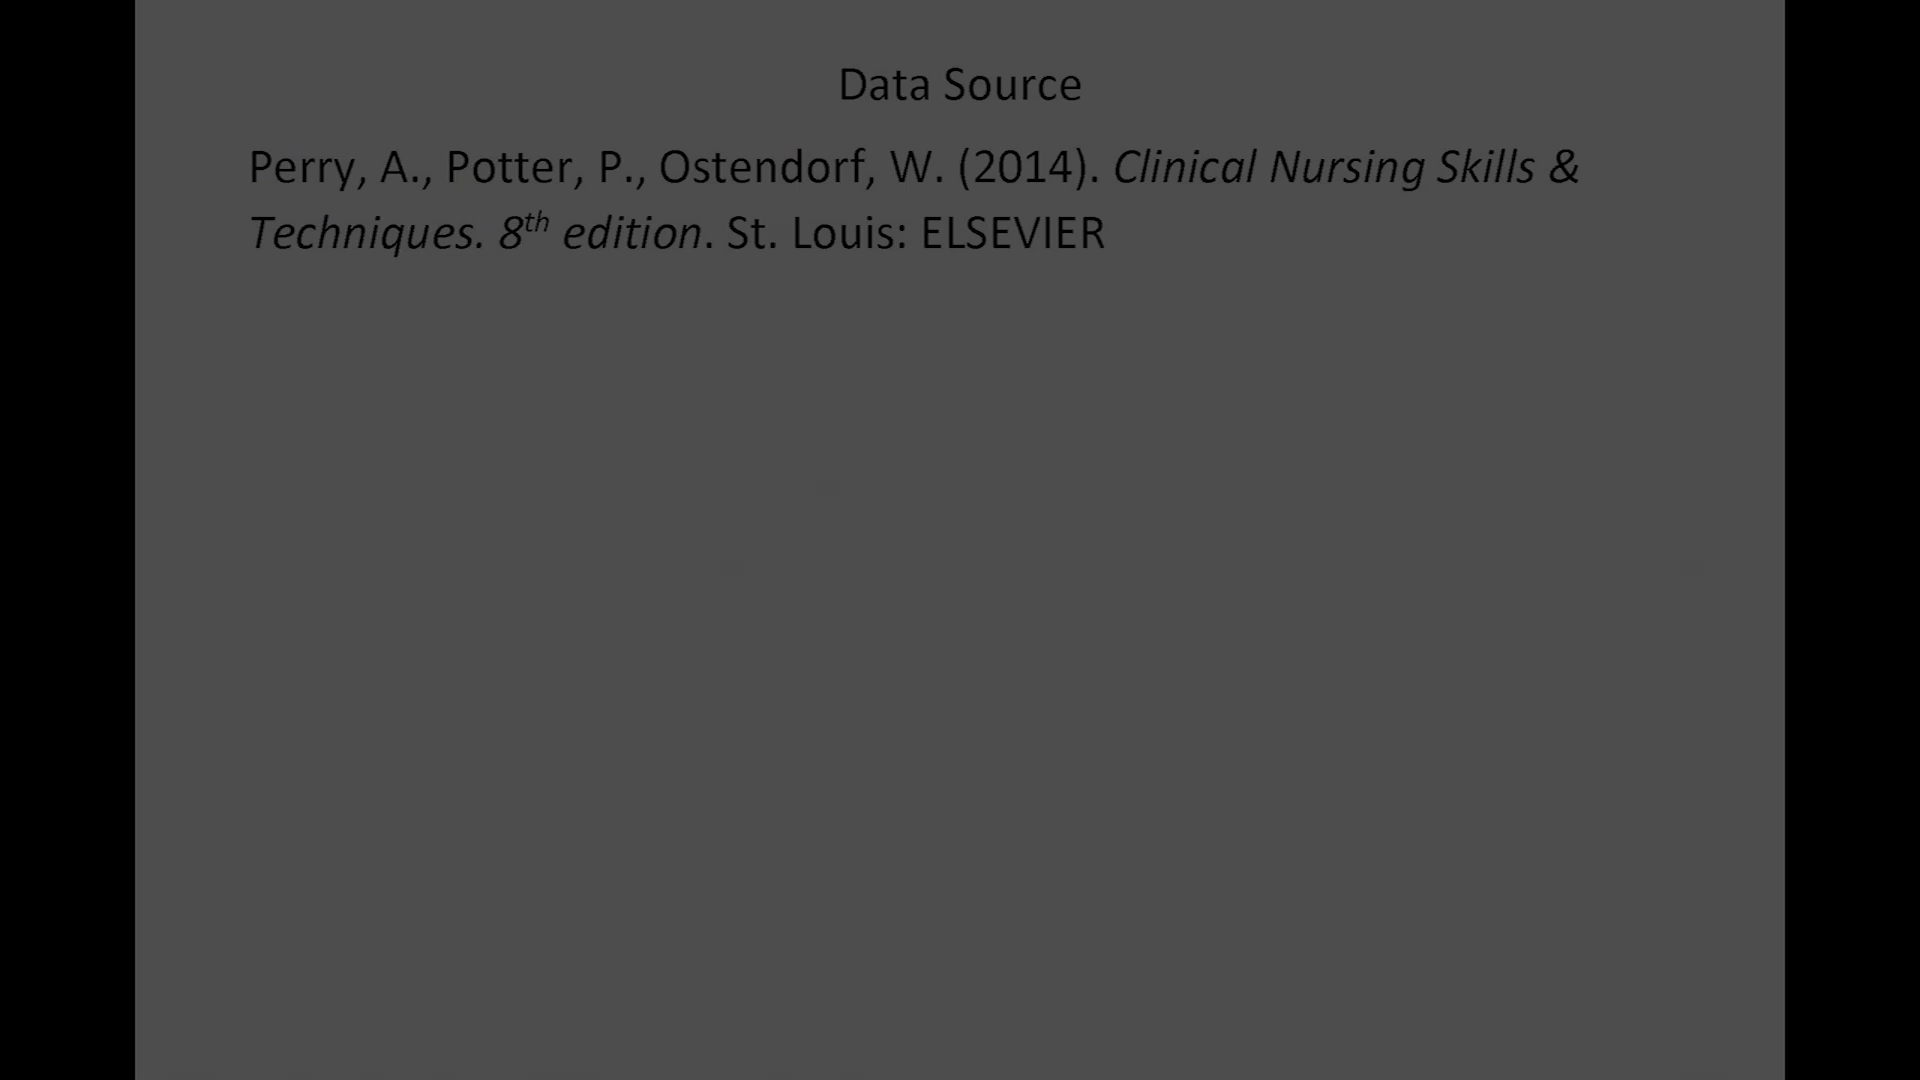 Data Source
Perry, A., Potter, P., Ostendorf, W. (2014). Clinical Nursing Skills &
Techniques. 8th edition. St. Louis: ELSEVIER